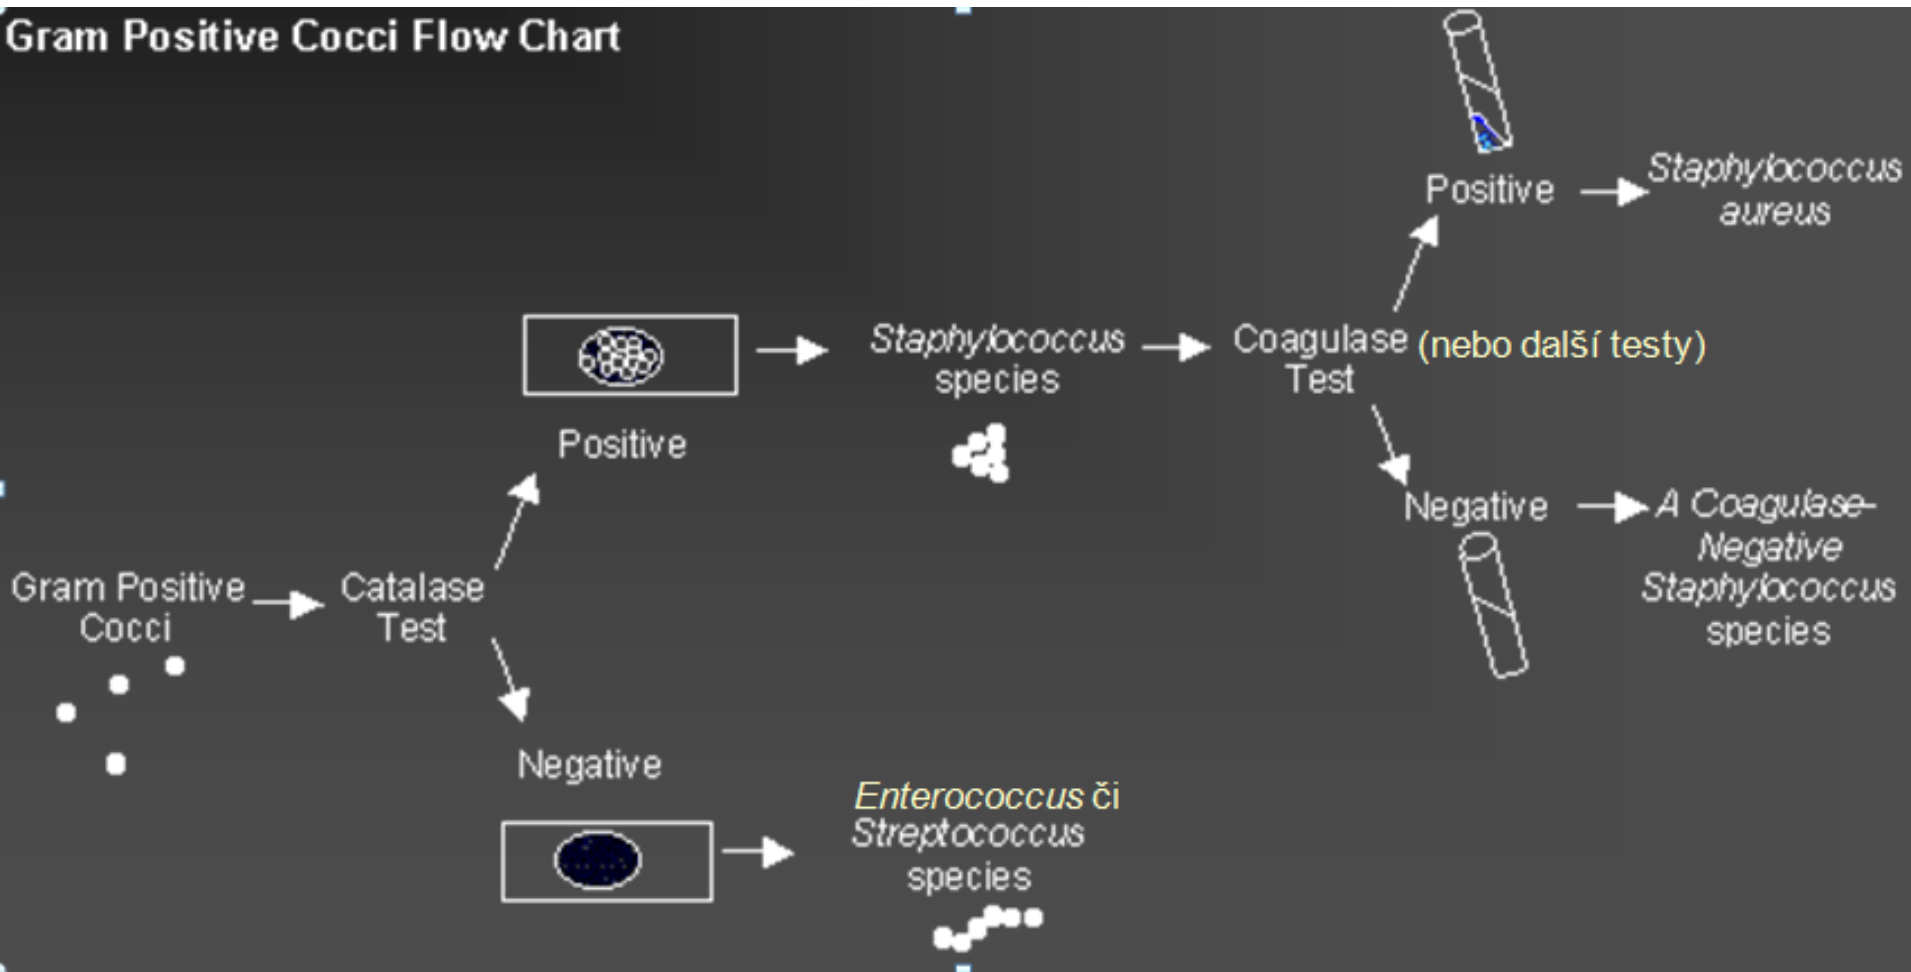 Gram Positive Cocci Flow Chart
Gram Positive
Cocci
Catalase
Test
Positive
Staphylococcus
species
Coagulase (nebo další testy)
Test
Positive
Staphylococcus
aureus
Negative
A Coagulase-
Negative
Staphylococcus
species
Negative
Enterococcus či
Streptococcus
species